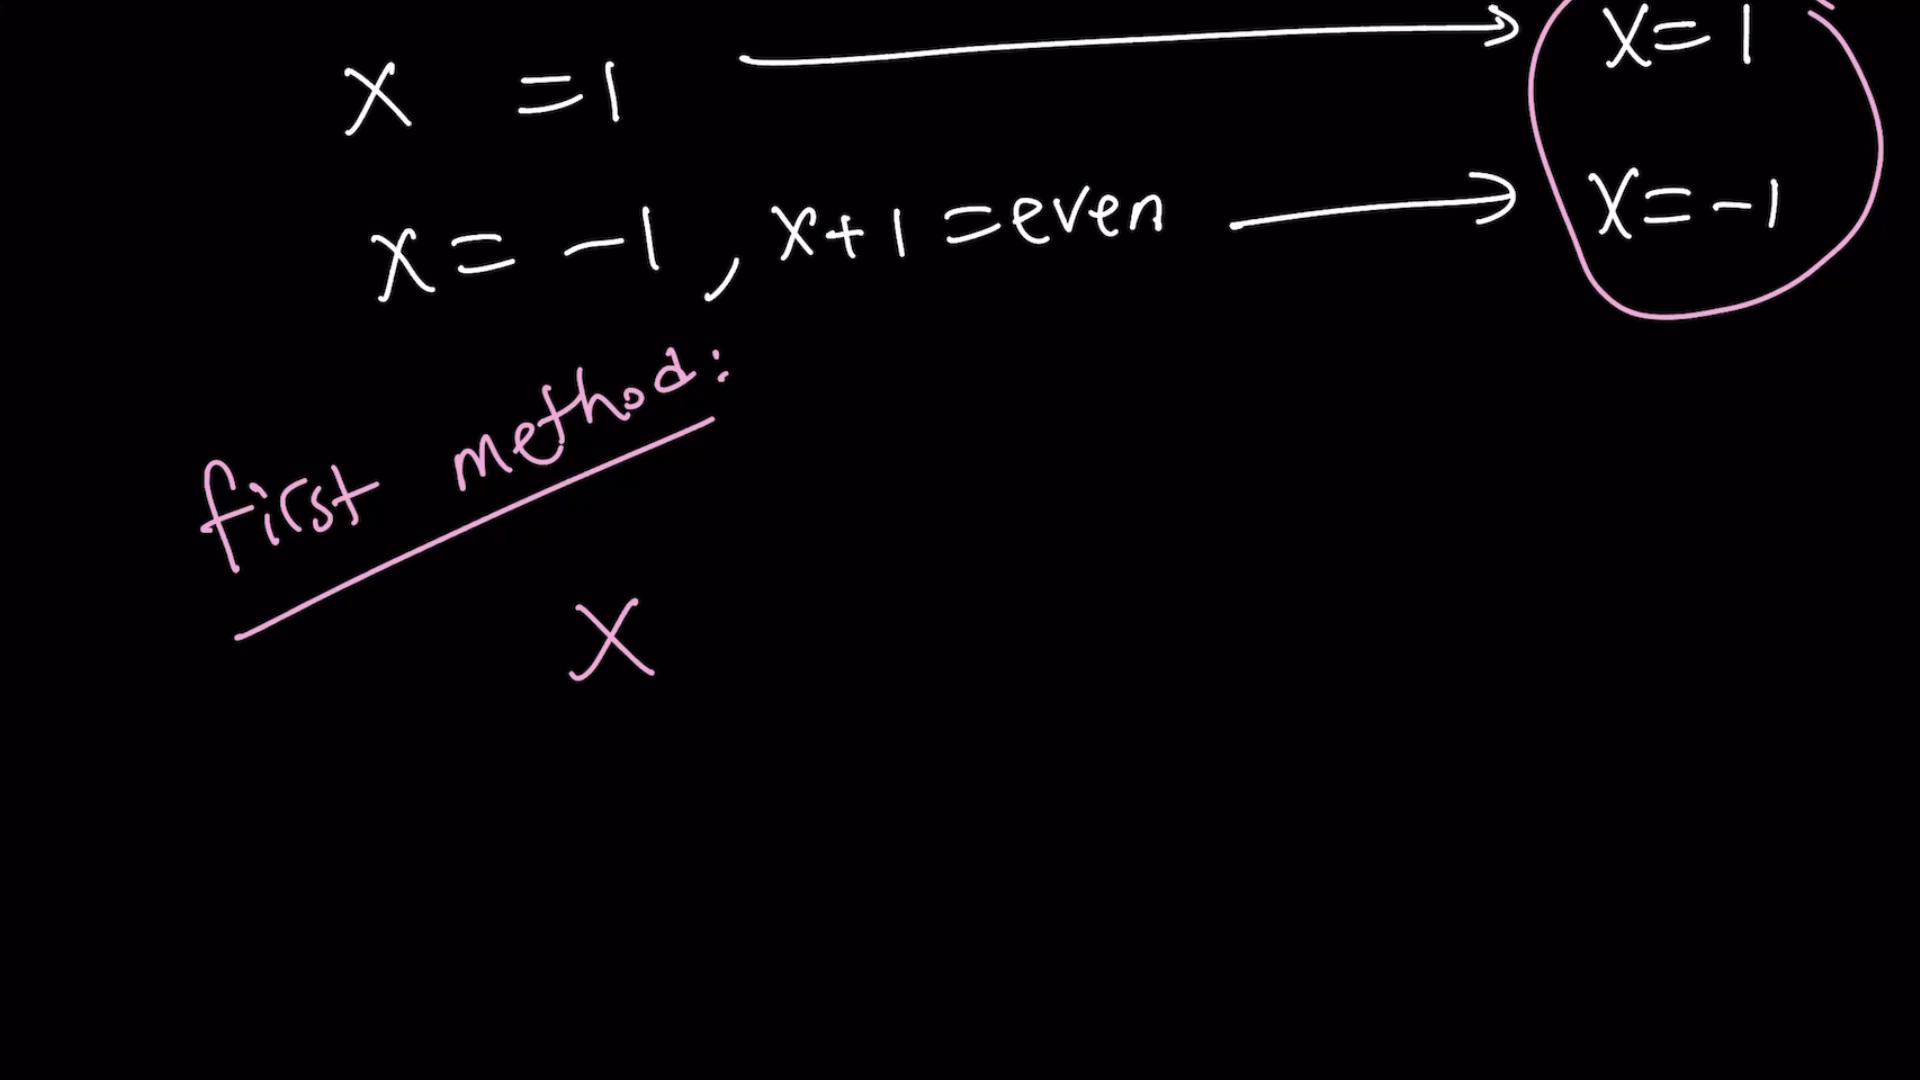 x =1 → x=1
x= -1, x+1 =even → x= -1
first method:
x